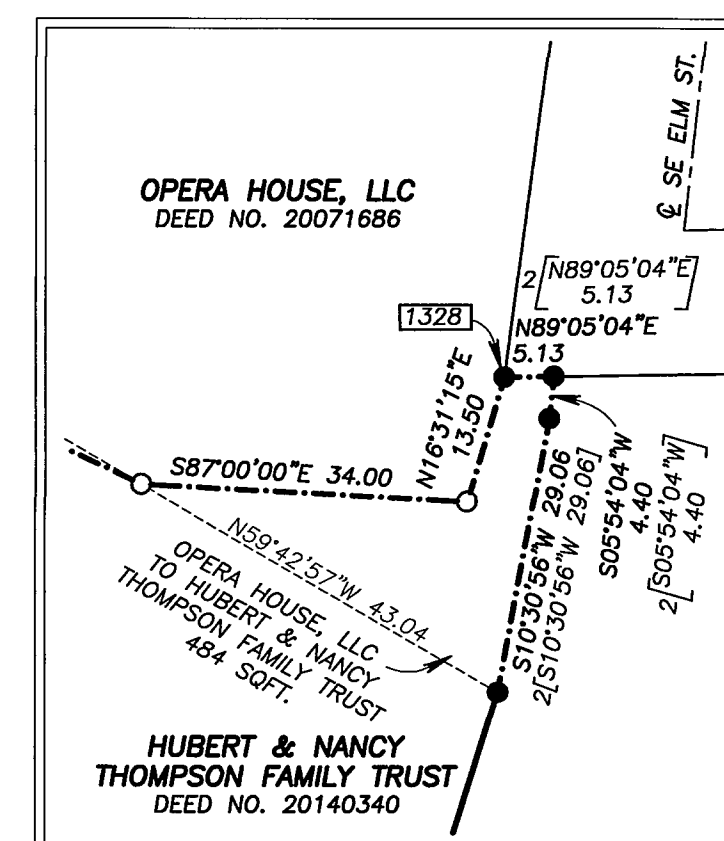 ℄ SE ELM ST.
OPERA HOUSE, LLC
DEED NO. 20071686
2[N89°05'04"E]
5.13
1328
N89°05'04"E
5.13
N16°31'15"E
13.50
S87°00'00"E 34.00
N59°42'57"W 43.04
OPERA HOUSE, LLC
TO HUBERT & NANCY
THOMPSON FAMILY TRUST
484 SQFT.
S10°30'56"W 29.06
2[S10°30'56"W 29.06]
S05°54'04"W
4.40
2[S05°54'04"W]
4.40
HUBERT & NANCY
THOMPSON FAMILY TRUST
DEED NO. 20140340